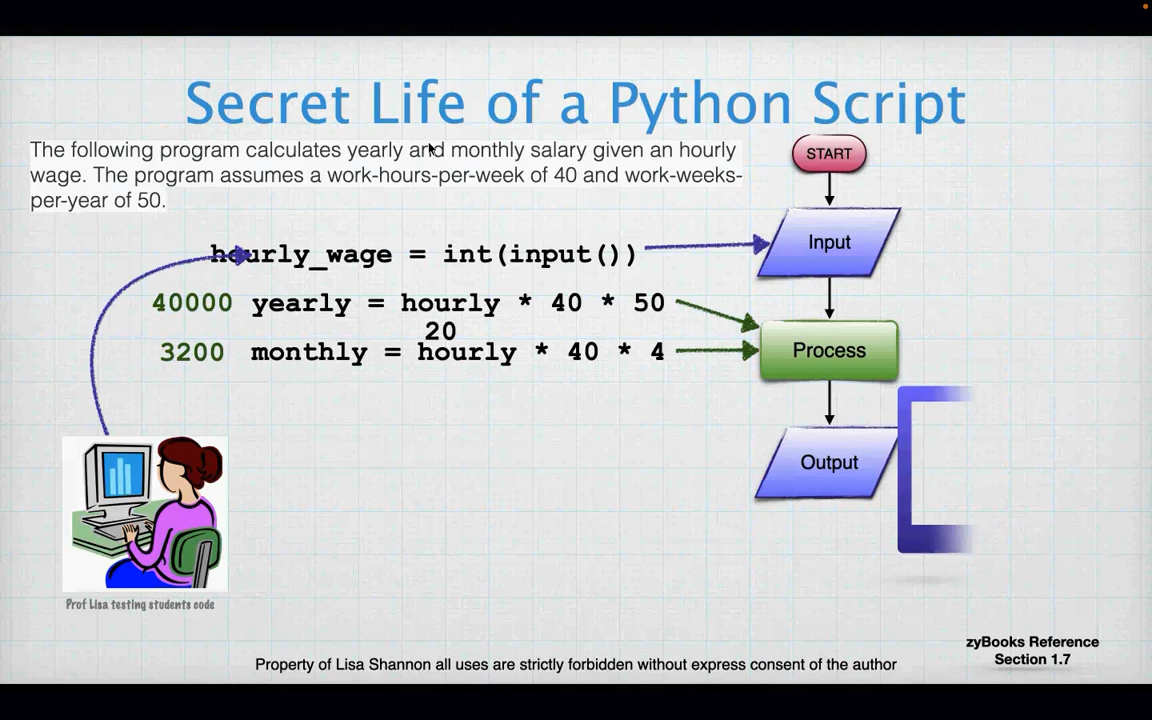 Secret Life of a Python Script
The following program calculates yearly and monthly salary given an hourly
wage. The program assumes a work-hours-per-week of 40 and work-weeks-
per-year of 50.
START
Input
hourly_wage = int(input())
40000 yearly = hourly * 40 * 50
20
3200 monthly = hourly * 40 * 4
Process
Output
Prof Lisa testing students code
zyBooks Reference
Section 1.7
Property of Lisa Shannon all uses are strictly forbidden without express consent of the author